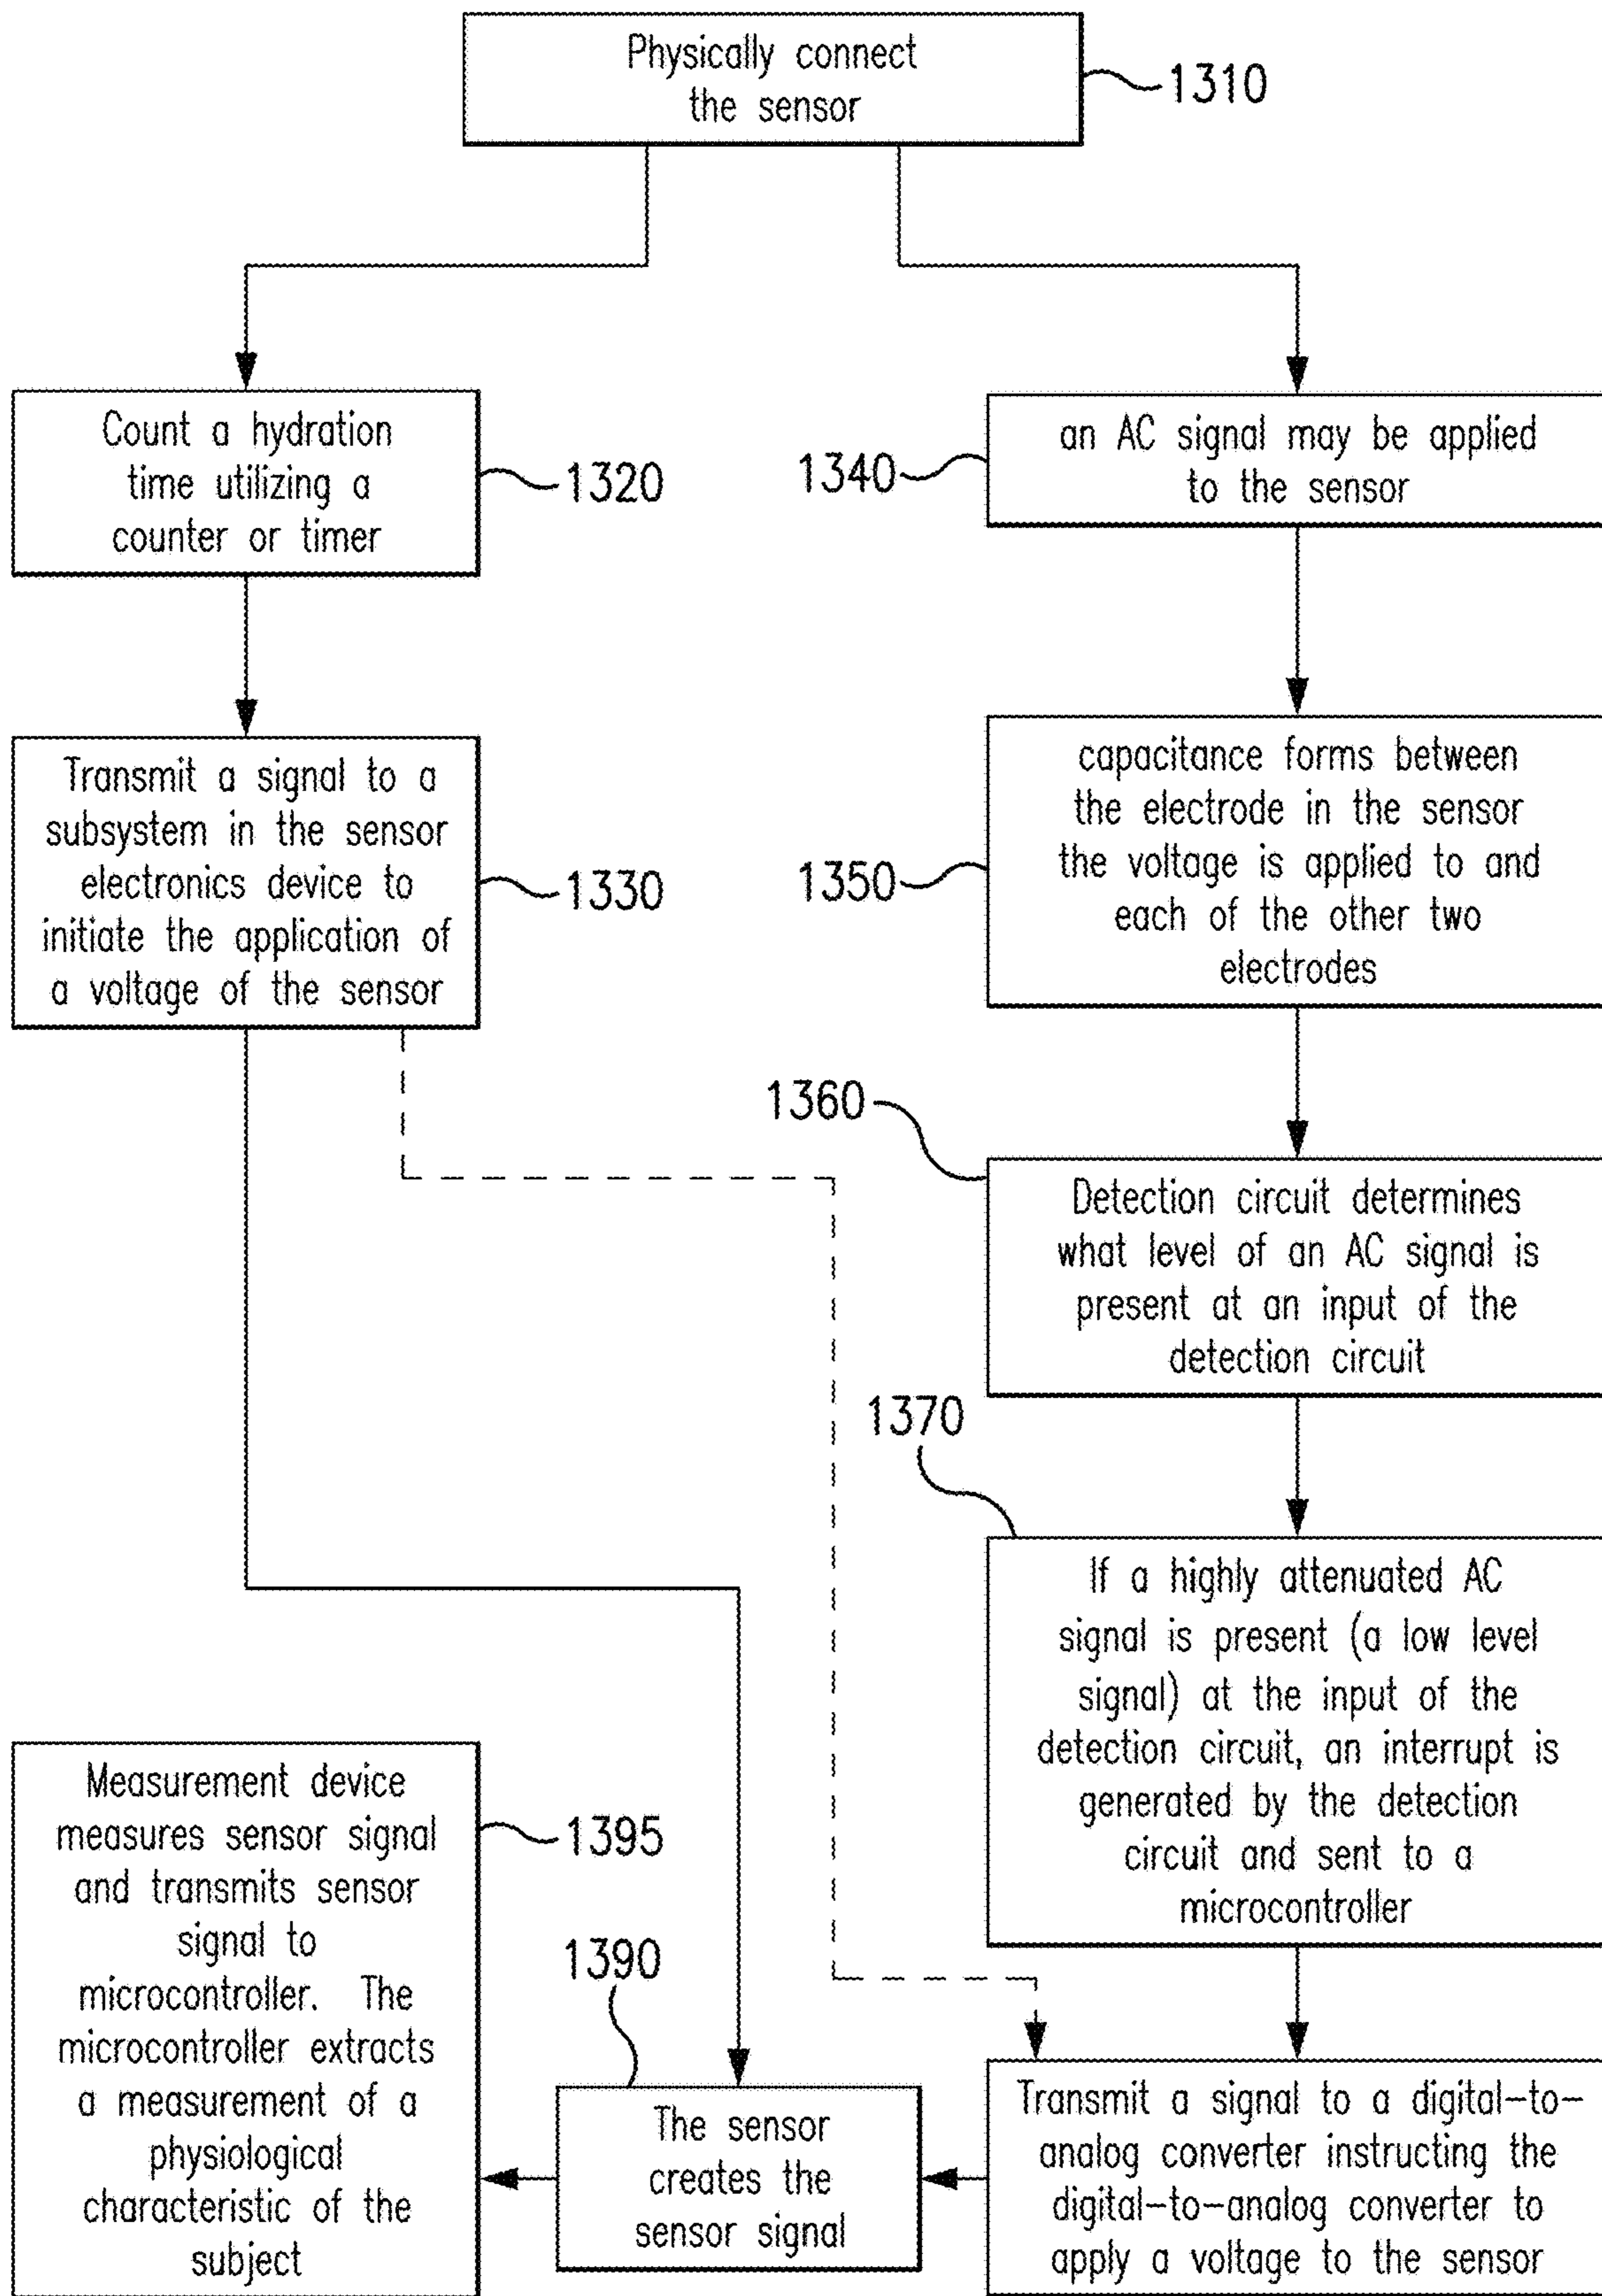 Physically connect
the sensor
1310
Count a hydration
time utilizing a
counter or timer
1320
1340
an AC signal may be applied
to the sensor
Transmit a signal to a
subsystem in the sensor
electronics device to
initiate the application of
a voltage of the sensor
1330
1350
capacitance forms between
the electrode in the sensor
the voltage is applied to and
each of the other two
electrodes
1360
Detection circuit determines
what level of an AC signal is
present at an input of the
detection circuit
1370
If a highly attenuated AC
signal is present (a low level
signal) at the input of the
detection circuit, an interrupt is
generated by the detection
circuit and sent to a
microcontroller
Measurement device
measures sensor signal
and transmits sensor
signal to
microcontroller. The
microcontroller extracts
a measurement of a
physiological
characteristic of the
subject
1395
1390
The sensor
creates the
sensor signal
Transmit a signal to a digital-to-
analog converter instructing the
digital-to-analog converter to
apply a voltage to the sensor